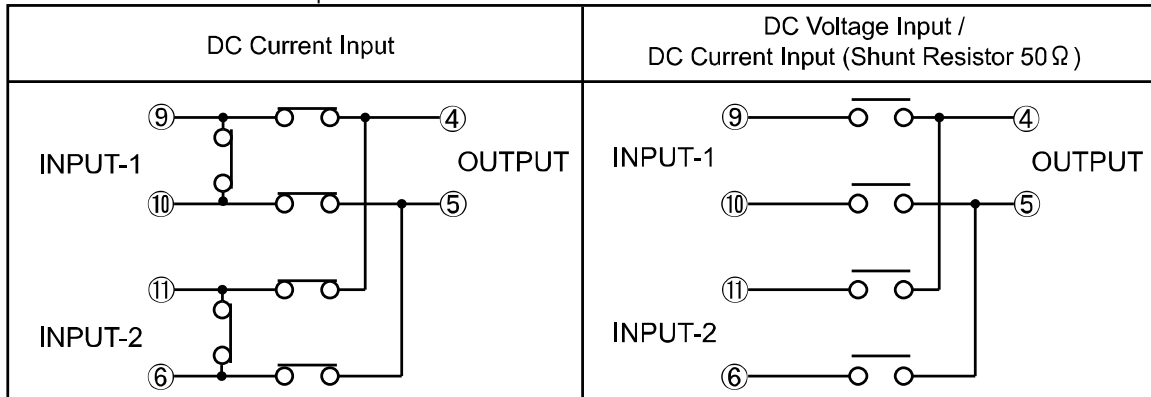 DC Current Input
DC Voltage Input /
DC Current Input (Shunt Resistor 50Ω)
⑨ ④
INPUT-1 OUTPUT
⑩ ⑤
⑪
INPUT-2
⑥
⑨ ④
INPUT-1 OUTPUT
⑩ ⑤
⑪
INPUT-2
⑥